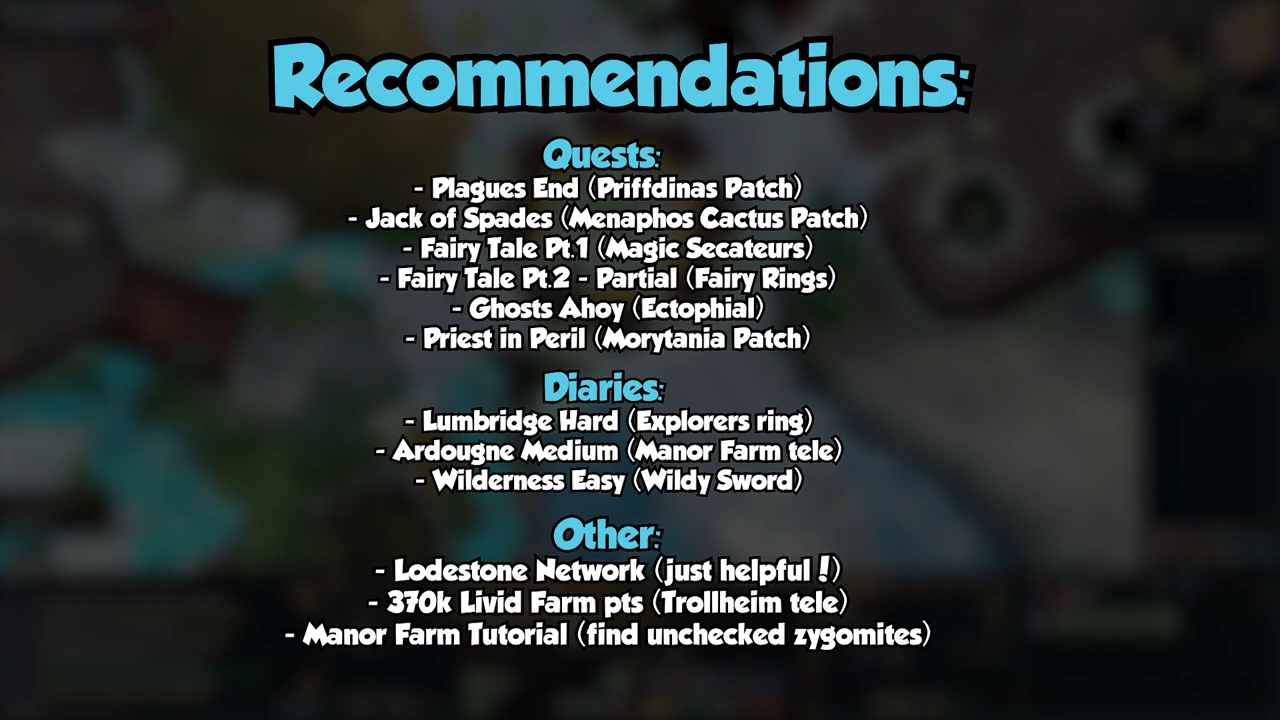 Recommendations:
Quests:
- Plagues End (Priffdinas Patch)
- Jack of Spades (Menaphos Cactus Patch)
- Fairy Tale Pt.1 (Magic Secateurs)
- Fairy Tale Pt.2 - Partial (Fairy Rings)
- Ghosts Ahoy (Ectophial)
- Priest in Peril (Morytania Patch)
Diaries:
- Lumbridge Hard (Explorers ring)
- Ardougne Medium (Manor Farm tele)
- Wilderness Easy (Wildy Sword)
Other:
- Lodestone Network (just helpful!)
- 370k Livid Farm pts (Trollheim tele)
- Manor Farm Tutorial (find unchecked zygomites)